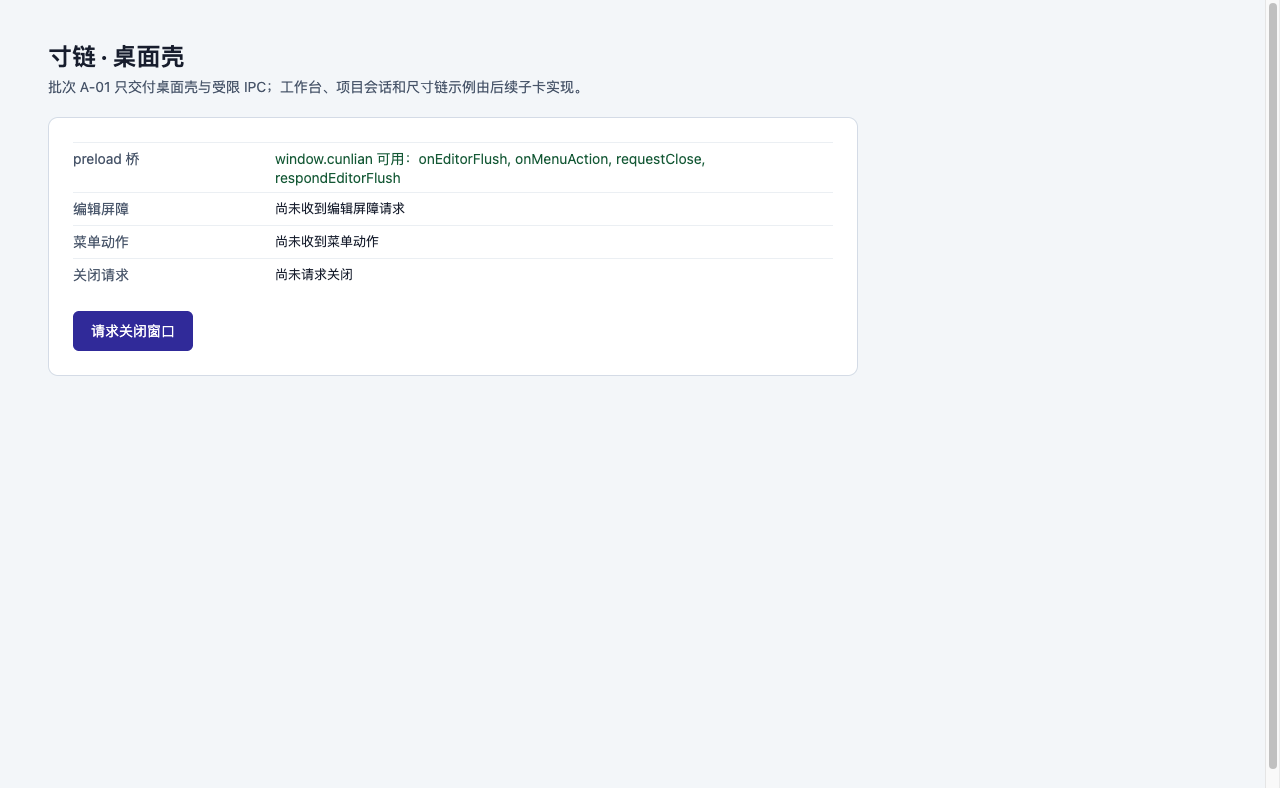 寸链 · 桌面壳
批次 A-01 只交付桌面壳与受限 IPC；工作台、项目会话和尺寸链示例由后续子卡实现。
preload 桥
window.cunlian 可用：onEditorFlush, onMenuAction, requestClose,
respondEditorFlush
编辑屏障
尚未收到编辑屏障请求
菜单动作
尚未收到菜单动作
关闭请求
尚未请求关闭
请求关闭窗口